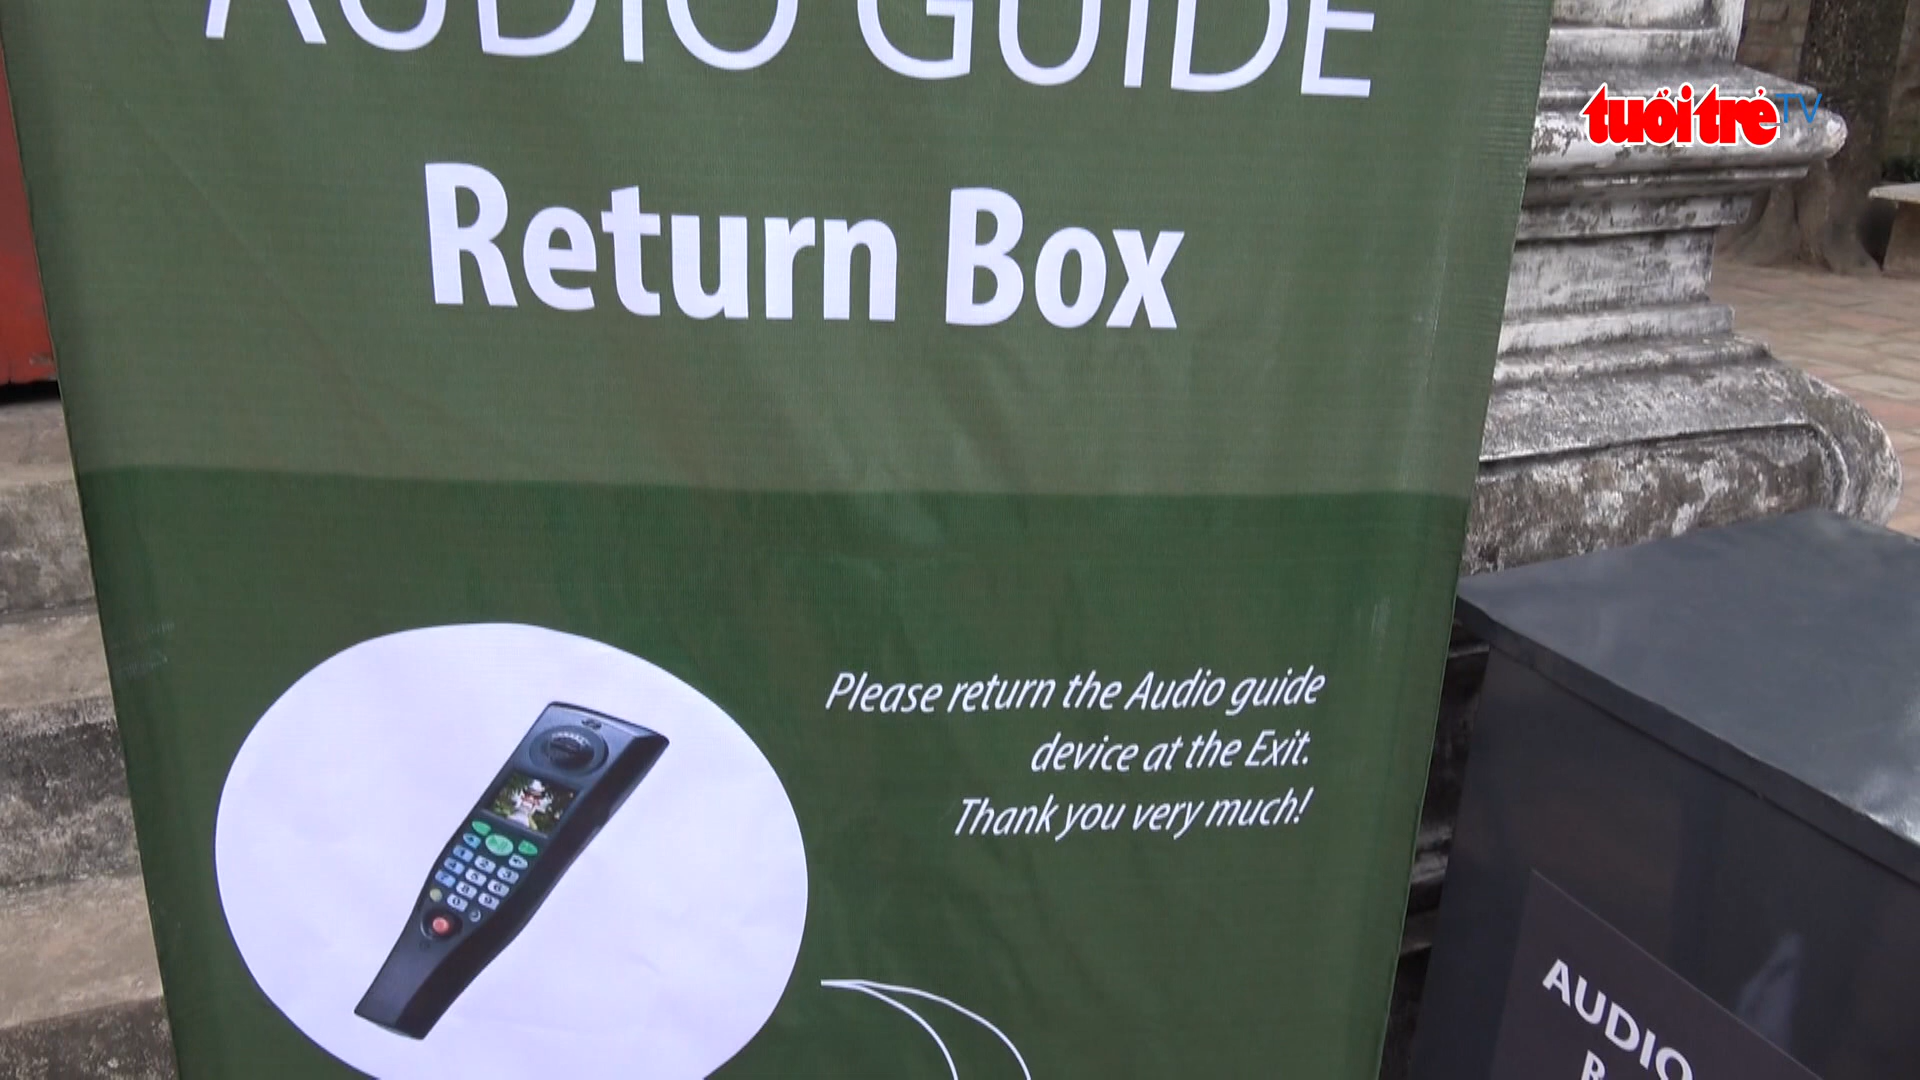 AUDIO GUIDE
Return Box
tuổi trẻ TV
Please return the Audio guide
device at the Exit.
Thank you very much!
AUDIO